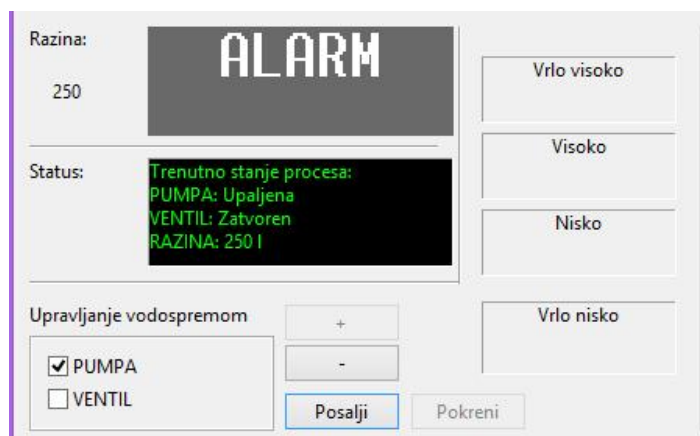 Razina:
250
ALARM
Status:
Trenutno stanje procesa:
PUMPA: Upaljena
VENTIL: Zatvoren
RAZINA: 250 l
Vrlo visoko
Visoko
Nisko
Vrlo nisko
Upravljanje vodospremom
PUMPA
VENTIL
+
-
Posalji
Pokreni